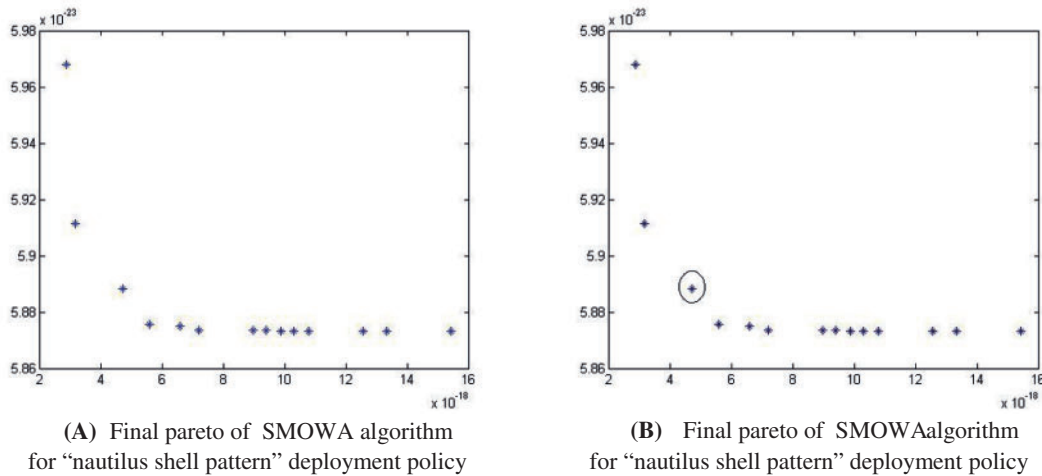 x 10^-23
5.98
5.96
5.94
5.92
5.9
5.88
5.86
2 4 6 8 10 12 14 16
x 10^-18
(A) Final pareto of SMOWA algorithm
for “nautilus shell pattern” deployment policy
x 10^-23
5.98
5.96
5.94
5.92
5.9
5.88
5.86
2 4 6 8 10 12 14 16
x 10^-18
(B) Final pareto of SMOWAalgorithm
for “nautilus shell pattern” deployment policy